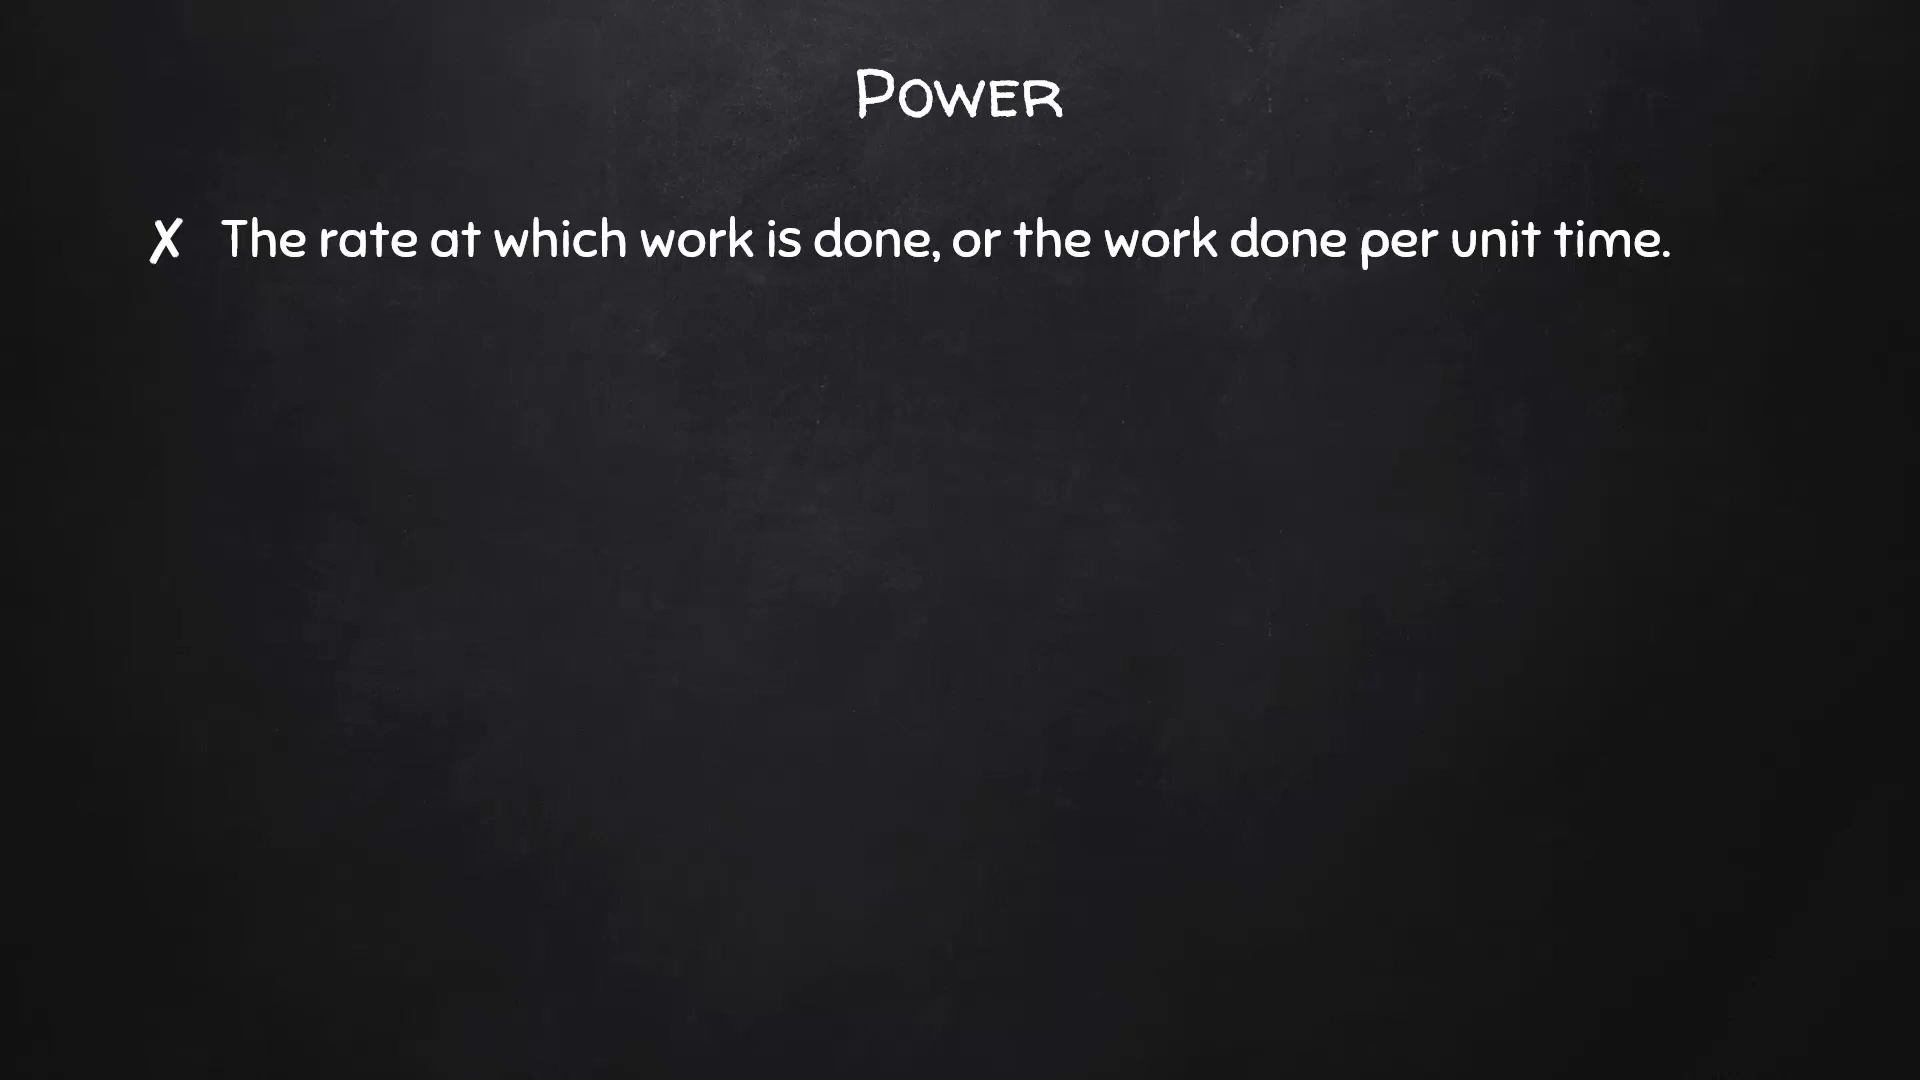 Power
✗ The rate at which work is done, or the work done per unit time.